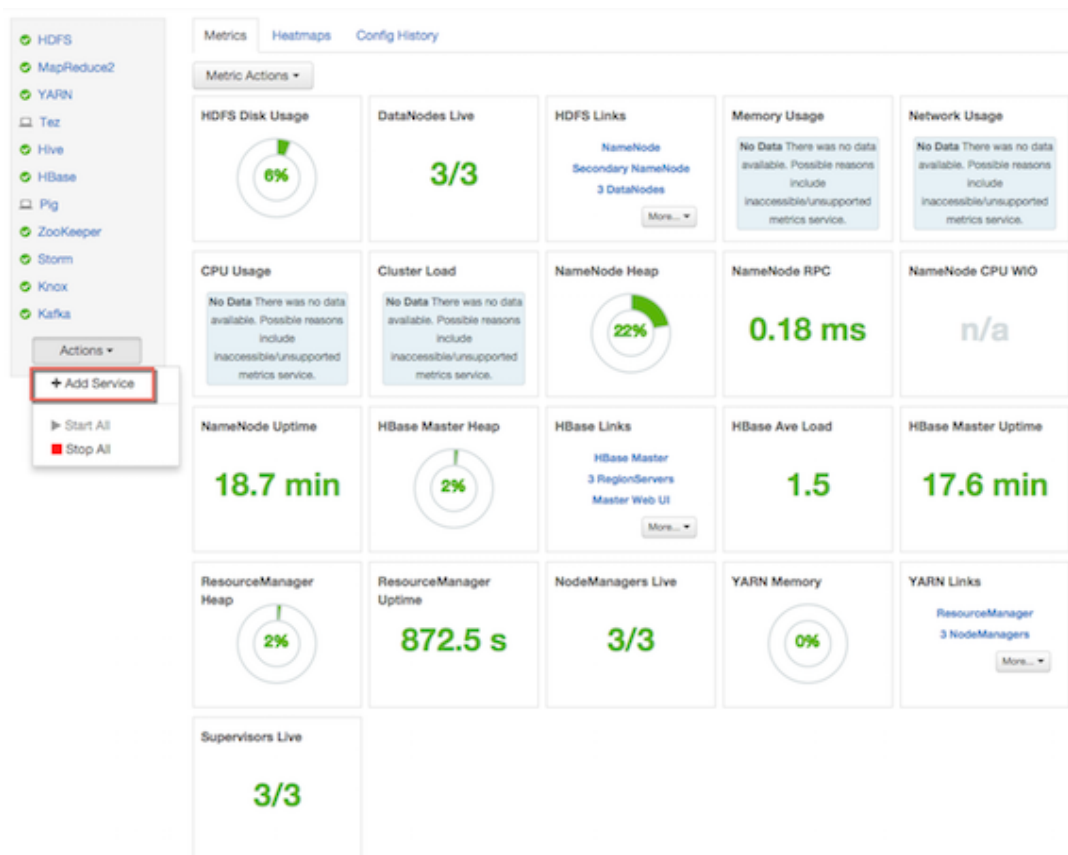 HDFS
MapReduce2
YARN
Tez
Hive
HBase
Pig
ZooKeeper
Storm
Knox
Kafka
Actions
+ Add Service
Start All
Stop All
Metrics
Heatmaps
Config History
Metric Actions
HDFS Disk Usage
6%
DataNodes Live
3/3
HDFS Links
NameNode
Secondary NameNode
3 DataNodes
More...
Memory Usage
No Data There was no data
available. Possible reasons
include
inaccessible/unsupported
metrics service.
Network Usage
No Data There was no data
available. Possible reasons
include
inaccessible/unsupported
metrics service.
CPU Usage
No Data There was no data
available. Possible reasons
include
inaccessible/unsupported
metrics service.
Cluster Load
No Data There was no data
available. Possible reasons
include
inaccessible/unsupported
metrics service.
NameNode Heap
22%
NameNode RPC
0.18 ms
NameNode CPU WIO
n/a
NameNode Uptime
18.7 min
HBase Master Heap
2%
HBase Links
HBase Master
3 RegionServers
Master Web UI
More...
HBase Ave Load
1.5
HBase Master Uptime
17.6 min
ResourceManager
Heap
2%
ResourceManager
Uptime
872.5 s
NodeManagers Live
3/3
YARN Memory
0%
YARN Links
ResourceManager
3 NodeManagers
More...
Supervisors Live
3/3